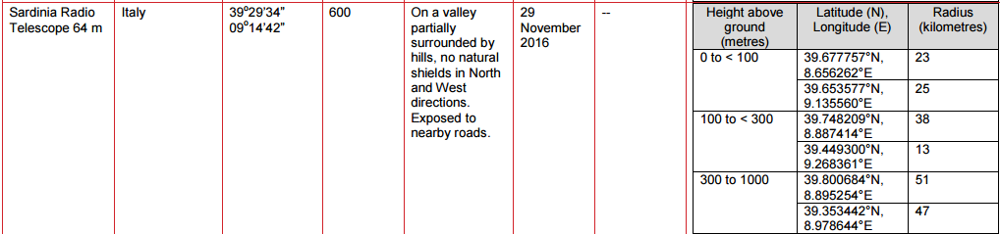 Sardinia Radio
Telescope 64 m
Italy
39º29'34"
09º14'42"
600
On a valley
partially
surrounded by
hills, no natural
shields in North
and West
directions.
Exposed to
nearby roads.
29
November
2016
--
Height above
ground
(metres)
Latitude (N),
Longitude (E)
Radius
(kilometres)
0 to < 100
39.677757°N,
8.656262°E
23
39.653577°N,
9.135560°E
25
100 to < 300
39.748209°N,
8.887414°E
38
39.449300°N,
9.268361°E
13
300 to 1000
39.800684°N,
8.895254°E
51
39.353442°N,
8.978644°E
47